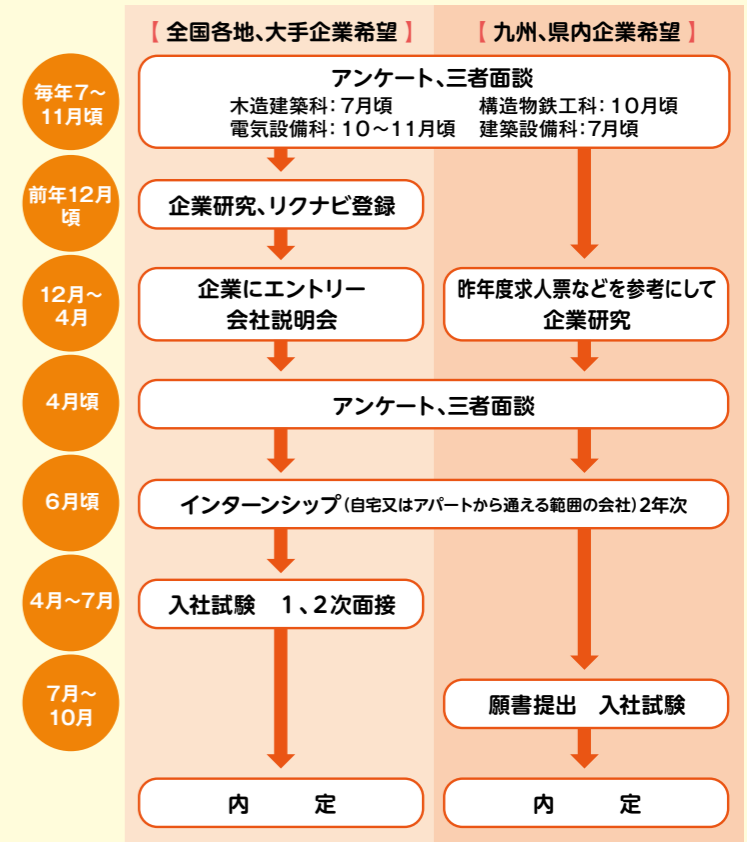 【 全国各地、大手企業希望 】
【 九州、県内企業希望 】
毎年7〜
11月頃
アンケート、三者面談
木造建築科：7月頃
構造物鉄工科：10月頃
電気設備科：10〜11月頃
建築設備科：7月頃
前年12月
頃
企業研究、リクナビ登録
12月〜
4月
企業にエントリー
会社説明会
昨年度求人票などを参考にして
企業研究
4月頃
アンケート、三者面談
6月頃
インターンシップ（自宅又はアパートから通える範囲の会社）2年次
4月〜7月
入社試験　1、2次面接
7月〜
10月
願書提出　入社試験
内　　定
内　　定